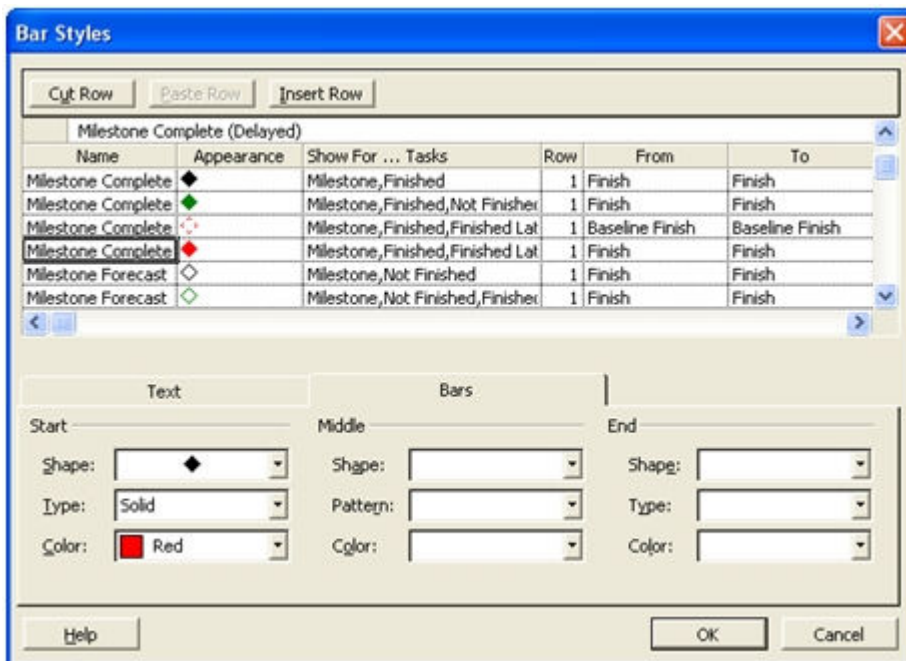 Bar Styles
Cut Row Paste Row Insert Row
Milestone Complete (Delayed)
Name Appearance Show For ... Tasks Row From To
Milestone Complete Milestone,Finished 1 Finish Finish
Milestone Complete Milestone,Finished,Not Finished 1 Finish Finish
Milestone Complete Milestone,Finished,Finished Lat 1 Baseline Finish Baseline Finish
Milestone Complete Milestone,Finished,Finished Lat 1 Finish Finish
Milestone Forecast Milestone,Not Finished 1 Finish Finish
Milestone Forecast Milestone,Not Finished,Finished 1 Finish Finish
Text Bars
Start Middle End
Shape: Shape: Shape:
Type: Solid Pattern: Type:
Color: Red Color: Color:
Help OK Cancel